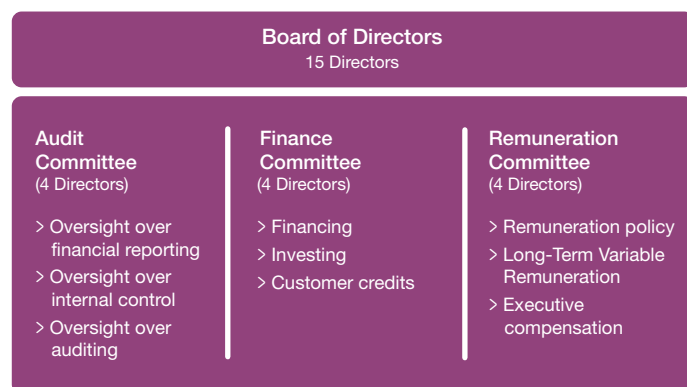 Board of Directors
15 Directors
Audit
Committee
(4 Directors)
> Oversight over
financial reporting
> Oversight over
internal control
> Oversight over
auditing
Finance
Committee
(4 Directors)
> Financing
> Investing
> Customer credits
Remuneration
Committee
(4 Directors)
> Remuneration policy
> Long-Term Variable
Remuneration
> Executive
compensation